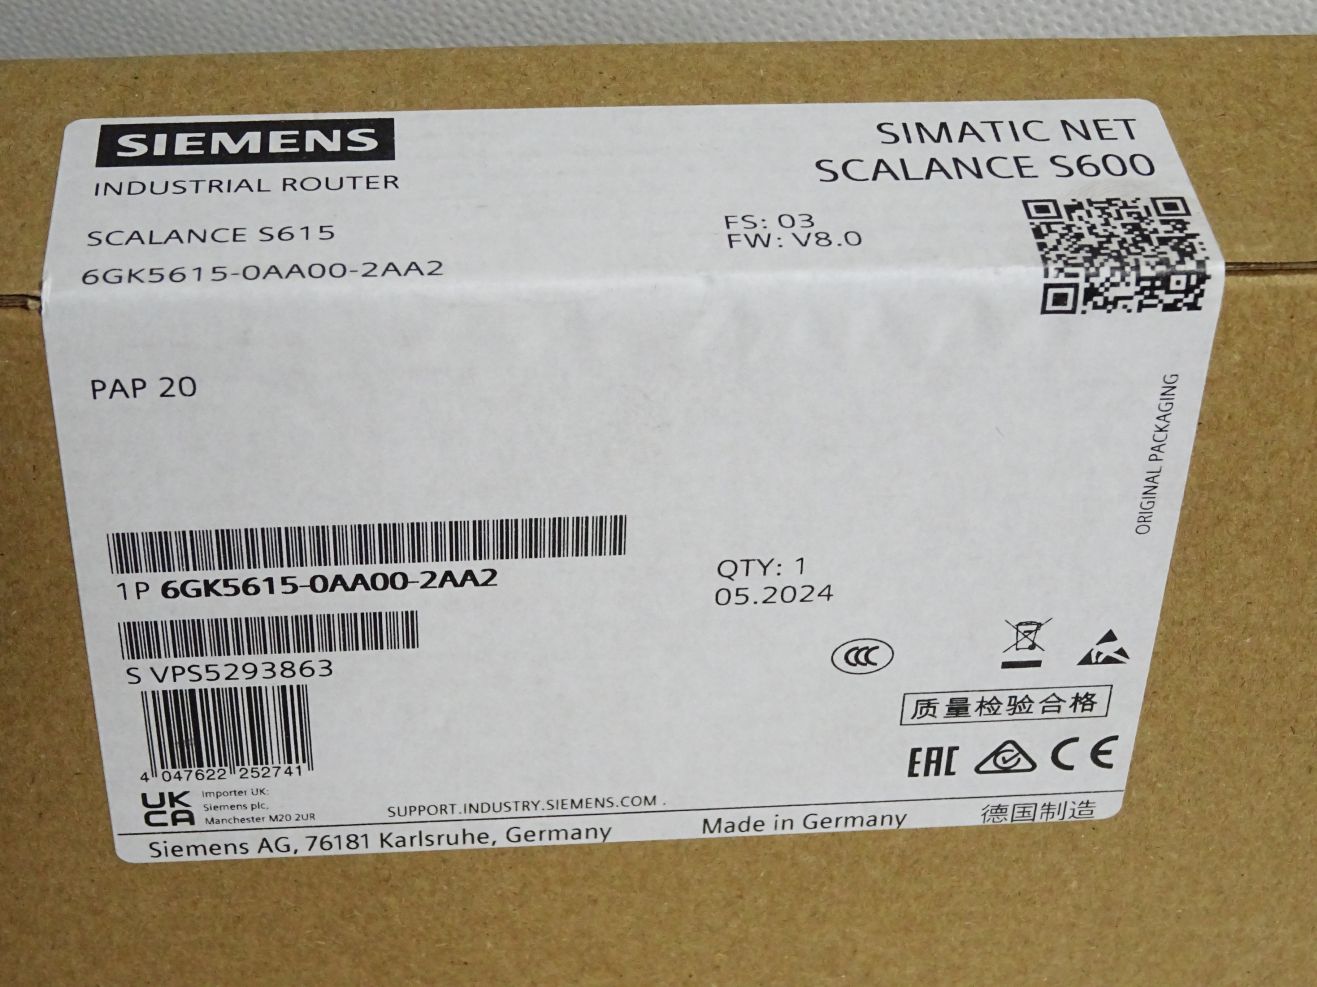 SIEMENS
INDUSTRIAL ROUTER
SIMATIC NET
SCALANCE S600
SCALANCE S615
6GK5615-0AA00-2AA2
FS: 03
FW: V8.0
PAP 20
ORIGINAL PACKAGING
1P 6GK5615-0AA00-2AA2
QTY: 1
05.2024
S VPS5293863
4 047622 252741
CCC
质量检验合格
EAC
CE
UK
CA
Importer UK:
Siemens plc,
Manchester M20 2UR
SUPPORT.INDUSTRY.SIEMENS.COM .
Siemens AG, 76181 Karlsruhe, Germany
Made in Germany
德国制造